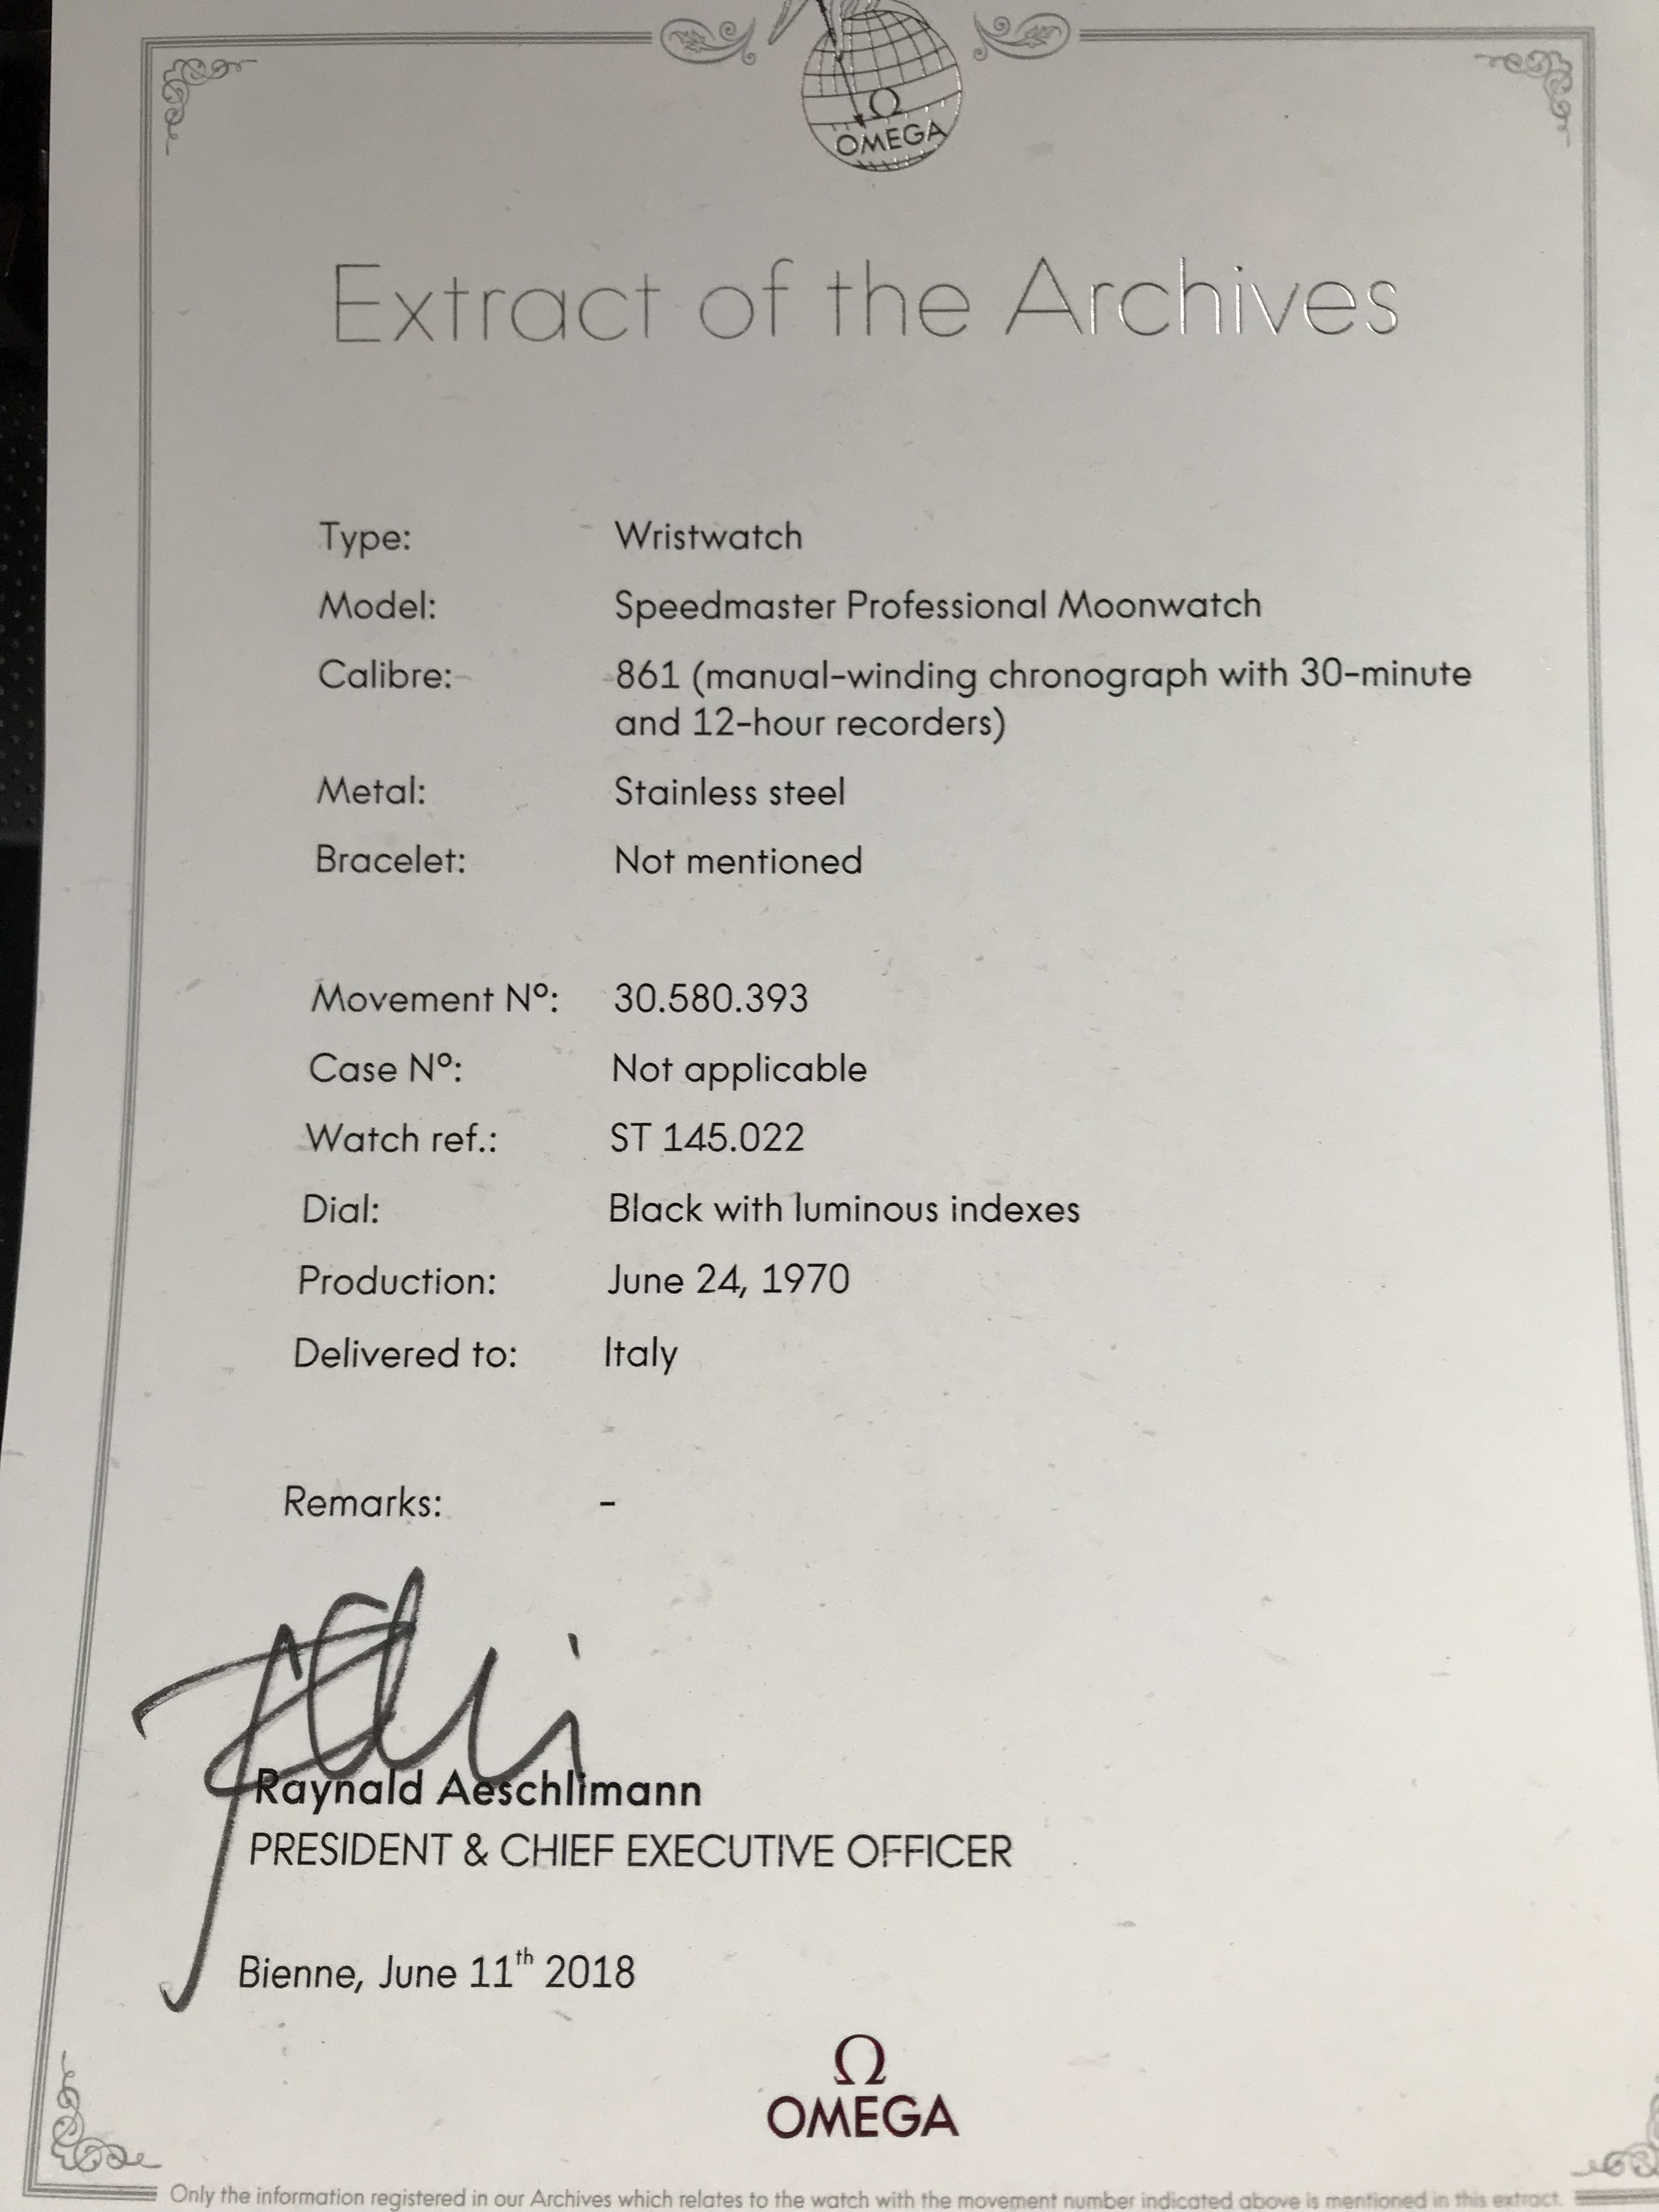 Ω
OMEGA
Extract of the Archives
Type: Wristwatch
Model: Speedmaster Professional Moonwatch
Calibre: 861 (manual-winding chronograph with 30-minute
and 12-hour recorders)
Metal: Stainless steel
Bracelet: Not mentioned
Movement Nº: 30.580.393
Case Nº: Not applicable
Watch ref.: ST 145.022
Dial: Black with luminous indexes
Production: June 24, 1970
Delivered to: Italy
Remarks: -
Raynald Aeschlimann
PRESIDENT & CHIEF EXECUTIVE OFFICER
Bienne, June 11th 2018
Ω
OMEGA
Only the information registered in our Archives which relates to the watch with the movement number indicated above is mentioned in this extract.